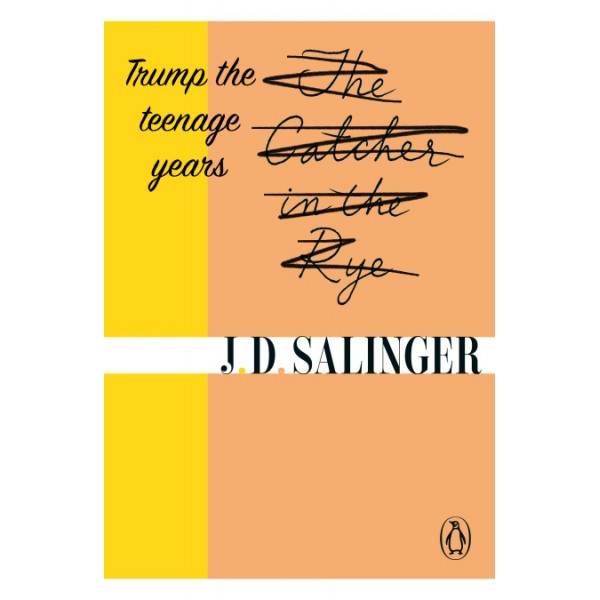 Trump the
teenage
years
The
Catcher
in the
Rye
J. D. SALINGER